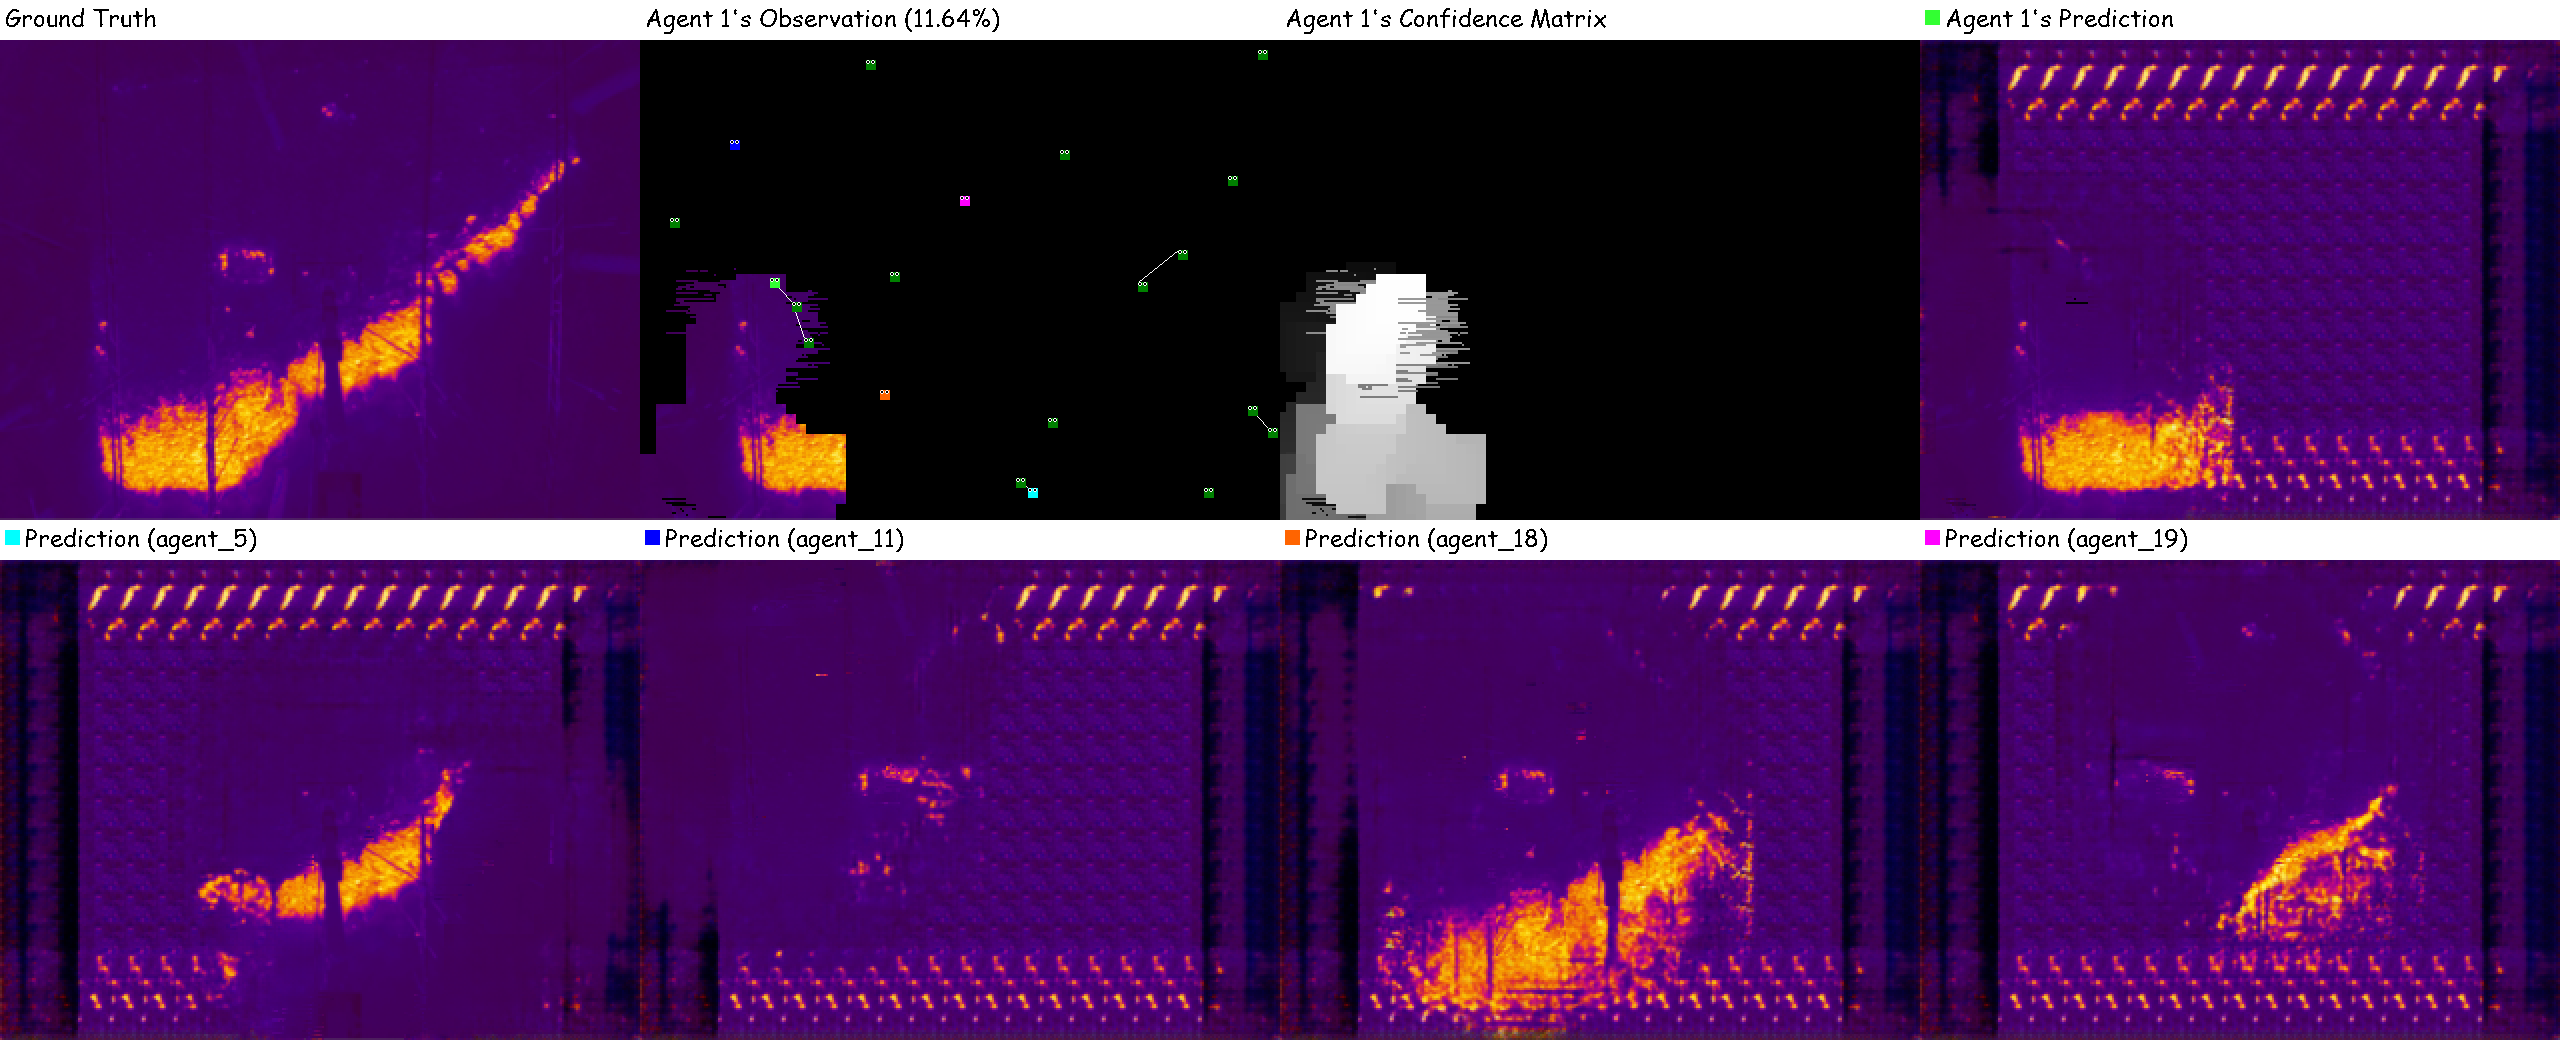 Ground Truth
Agent 1's Observation (11.64%)
Agent 1's Confidence Matrix
Agent 1's Prediction
Prediction (agent_5)
Prediction (agent_11)
Prediction (agent_18)
Prediction (agent_19)